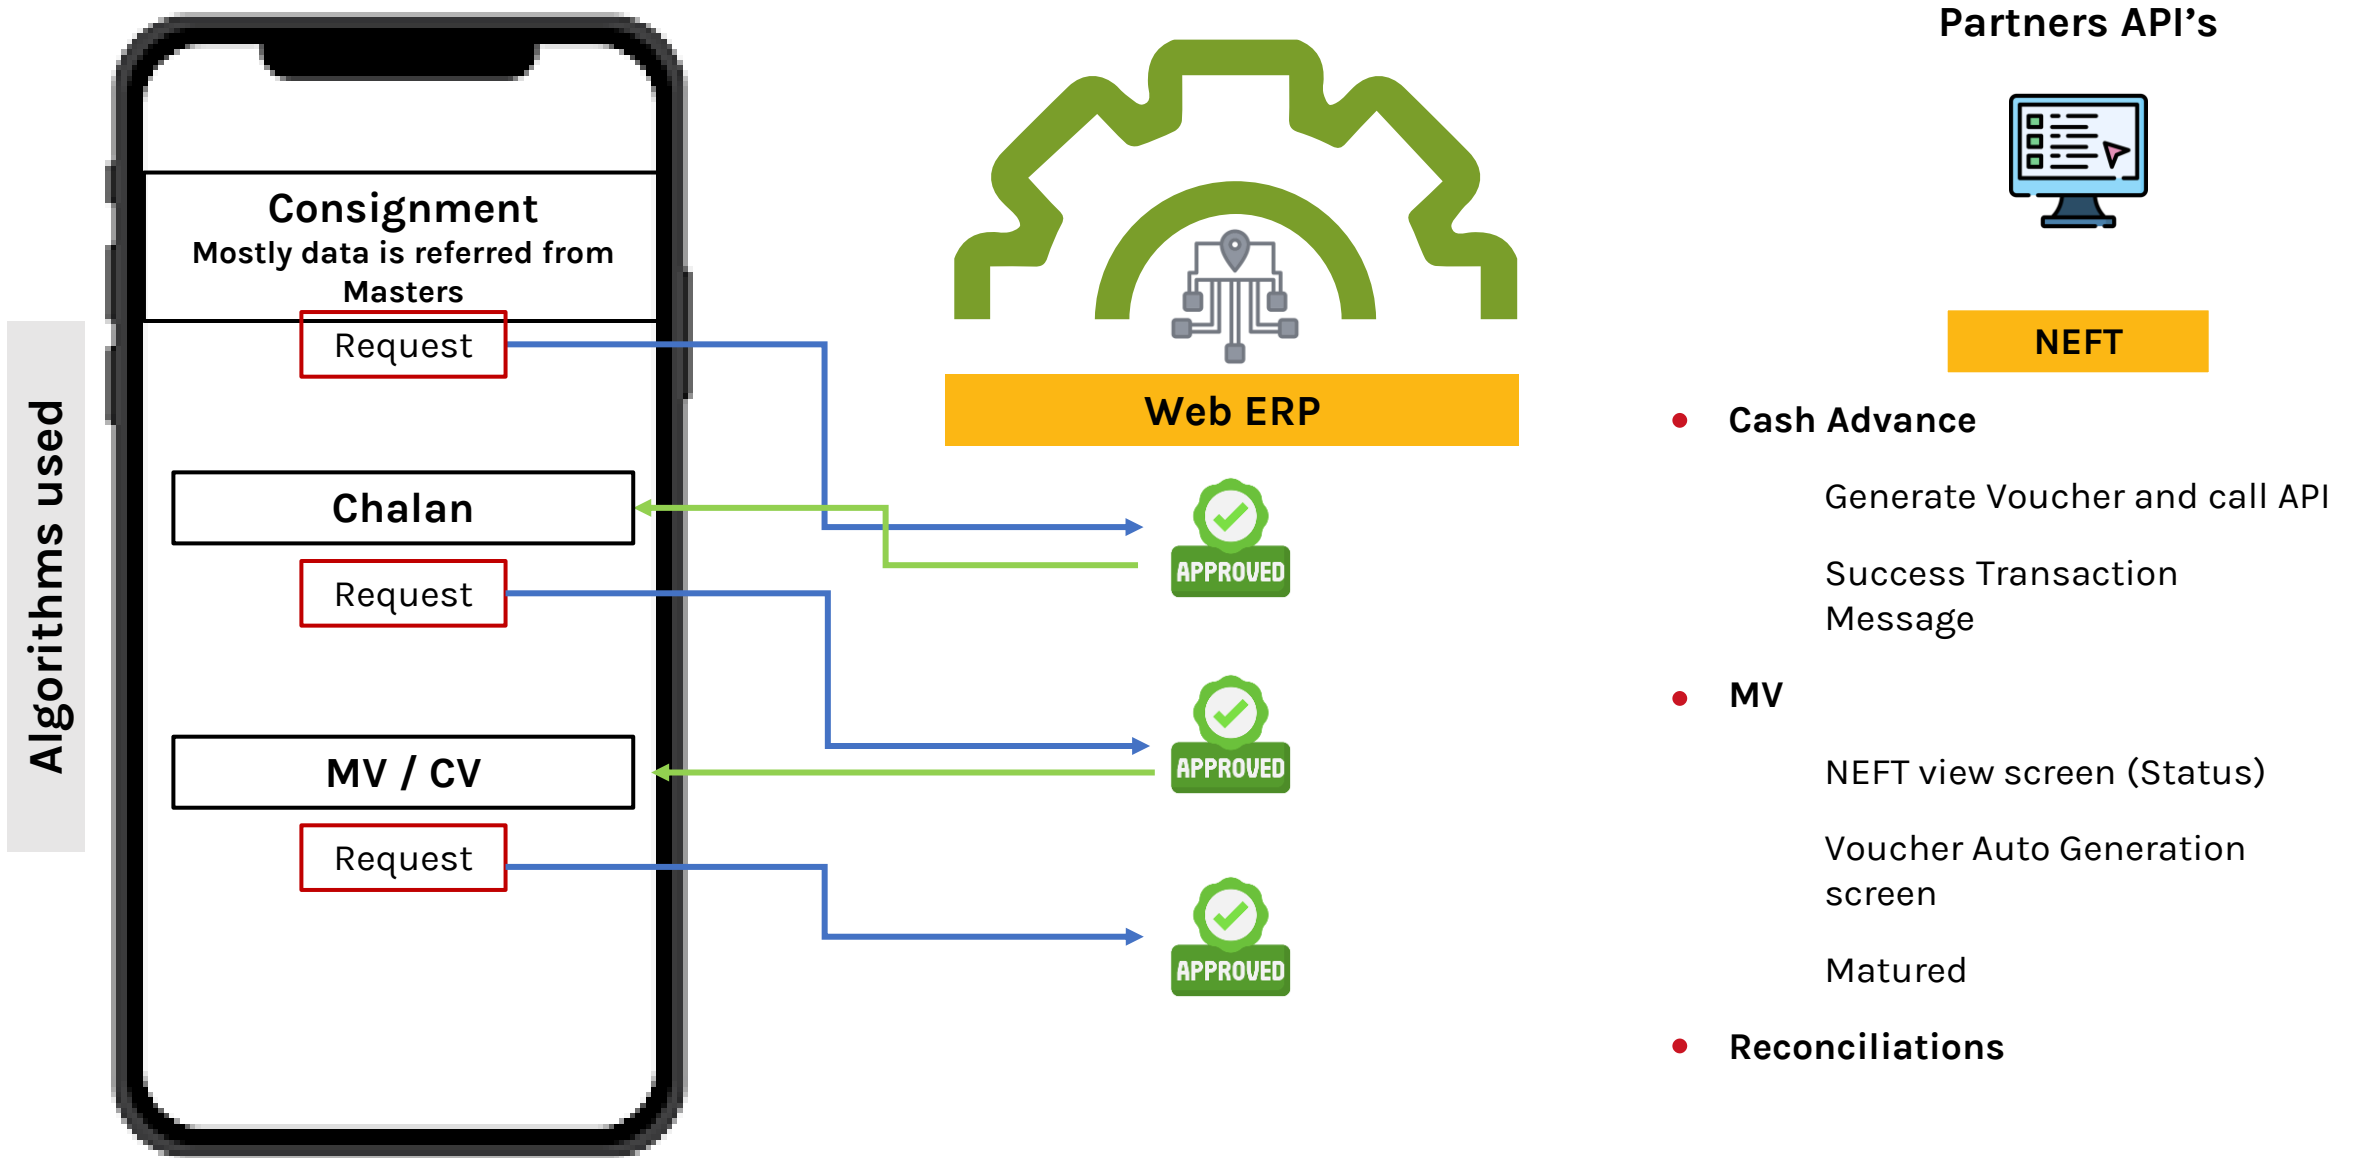 Algorithms used
Consignment
Mostly data is referred from
Masters
Request
Chalan
Request
MV / CV
Request
Web ERP
APPROVED
APPROVED
APPROVED
Partners API’s
NEFT
Cash Advance
Generate Voucher and call API
Success Transaction
Message
MV
NEFT view screen (Status)
Voucher Auto Generation
screen
Matured
Reconciliations